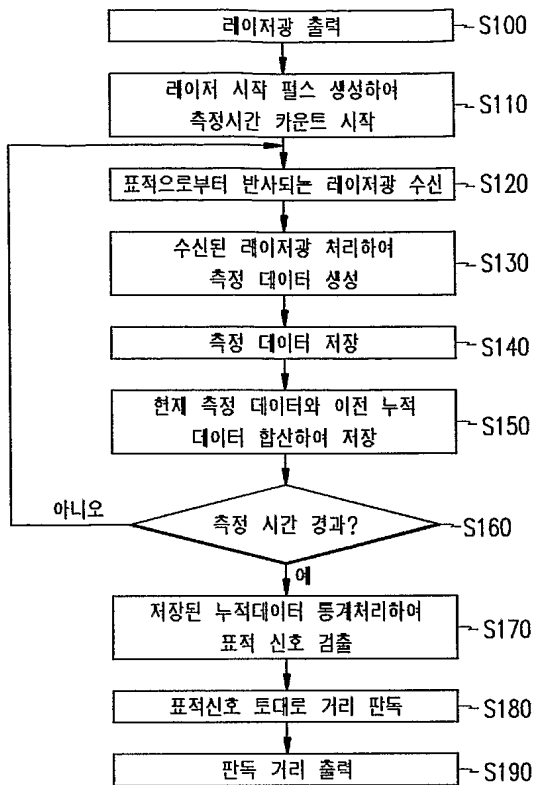 레이저광 출력
S100
레이저 시작 펄스 생성하여
측정시간 카운트 시작
S110
표적으로부터 반사되는 레이저광 수신
S120
수신된 레이저광 처리하여
측정 데이터 생성
S130
측정 데이터 저장
S140
현재 측정 데이터와 이전 누적
데이터 합산하여 저장
S150
측정 시간 경과?
S160
아니오
예
저장된 누적데이터 통계처리하여
표적 신호 검출
S170
표적신호 토대로 거리 판독
S180
판독 거리 출력
S190